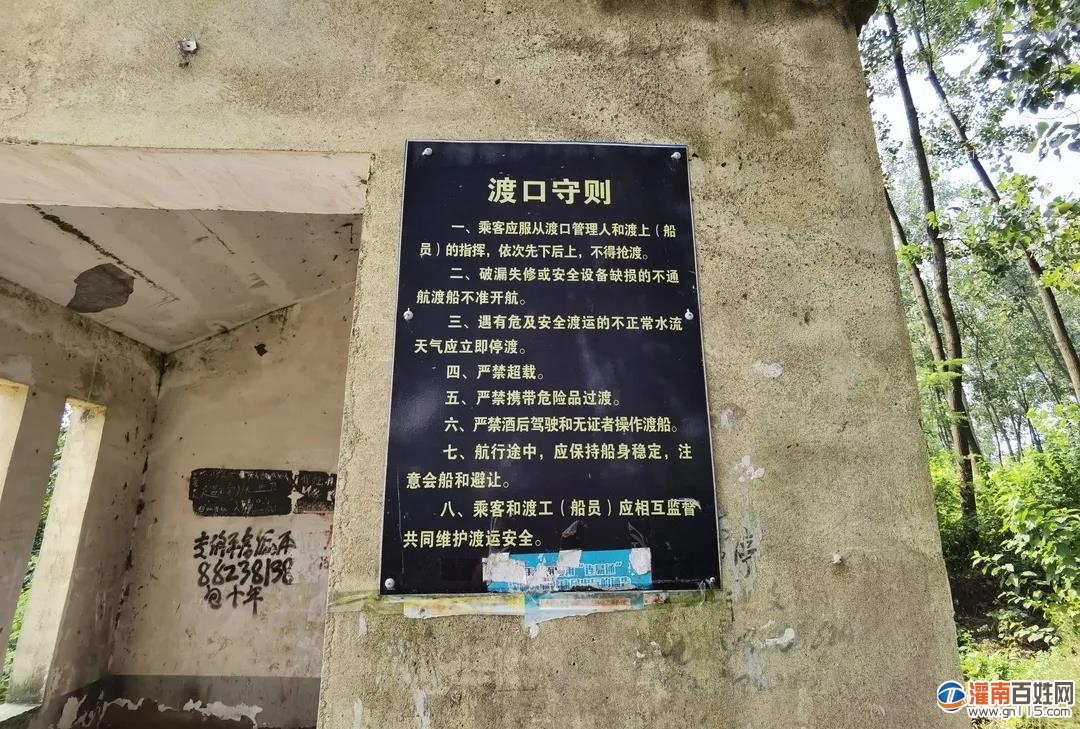 渡口守则
一、乘客应服从渡口管理人和渡上（船
员）的指挥，依次先下后上，不得抢渡。
二、破漏失修或安全设备缺损的不通
航渡船不准开航。
三、遇有危及安全渡运的不正常水流
天气应立即停渡。
四、严禁超载。
五、严禁携带危险品过渡。
六、严禁酒后驾驶和无证者操作渡船。
七、航行途中，应保持船身稳定，注
意会船和避让。
八、乘客和渡工（船员）应相互监督
共同维护渡运安全。
88238138
包十年
停
灌南百姓网
www.gn115.com